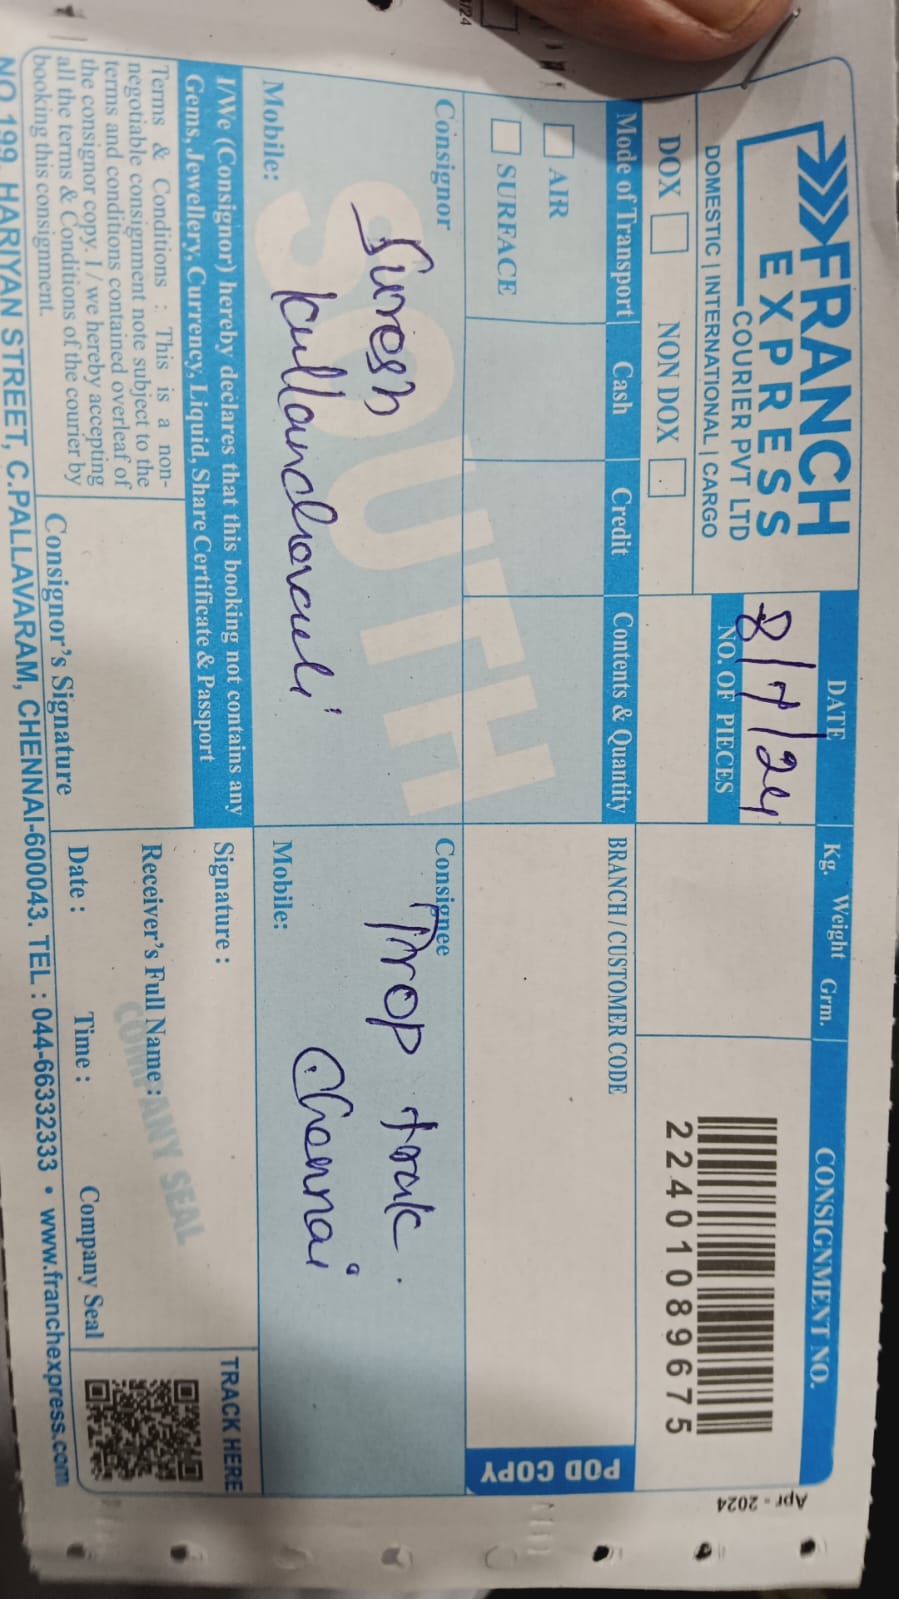 FRANCH
EXPRESS
COURIER PVT LTD
DOMESTIC | INTERNATIONAL | CARGO
DATE
8/7/24
NO. OF PIECES
Weight
Kg. Grm.
CONSIGNMENT NO.
22401089675
DOX NON DOX
Mode of Transport Cash Credit Contents & Quantity
BRANCH / CUSTOMER CODE
AIR
SURFACE
POD COPY
Apr - 2024
SOUTH
Consignor
Suresh
Consignee
Prop
Chennai
Mobile:
Mobile:
I/We (Consignor) hereby declares that this booking not contains any
Gems, Jewellery, Currency, Liquid, Share Certificate & Passport
Terms & Conditions : This is a non-
negotiable consignment note subject to the
terms and conditions contained overleaf of
the consignor copy. I / we hereby accepting
all the terms & Conditions of the courier by
booking this consignment.
Consignor's Signature
Signature :
Receiver's Full Name :
COMPANY SEAL
Date : Time : Company Seal
TRACK HERE
NO.199, HARIYAN STREET, C.PALLAVARAM, CHENNAI-600043. TEL : 044-66332333 • www.franchexpress.com